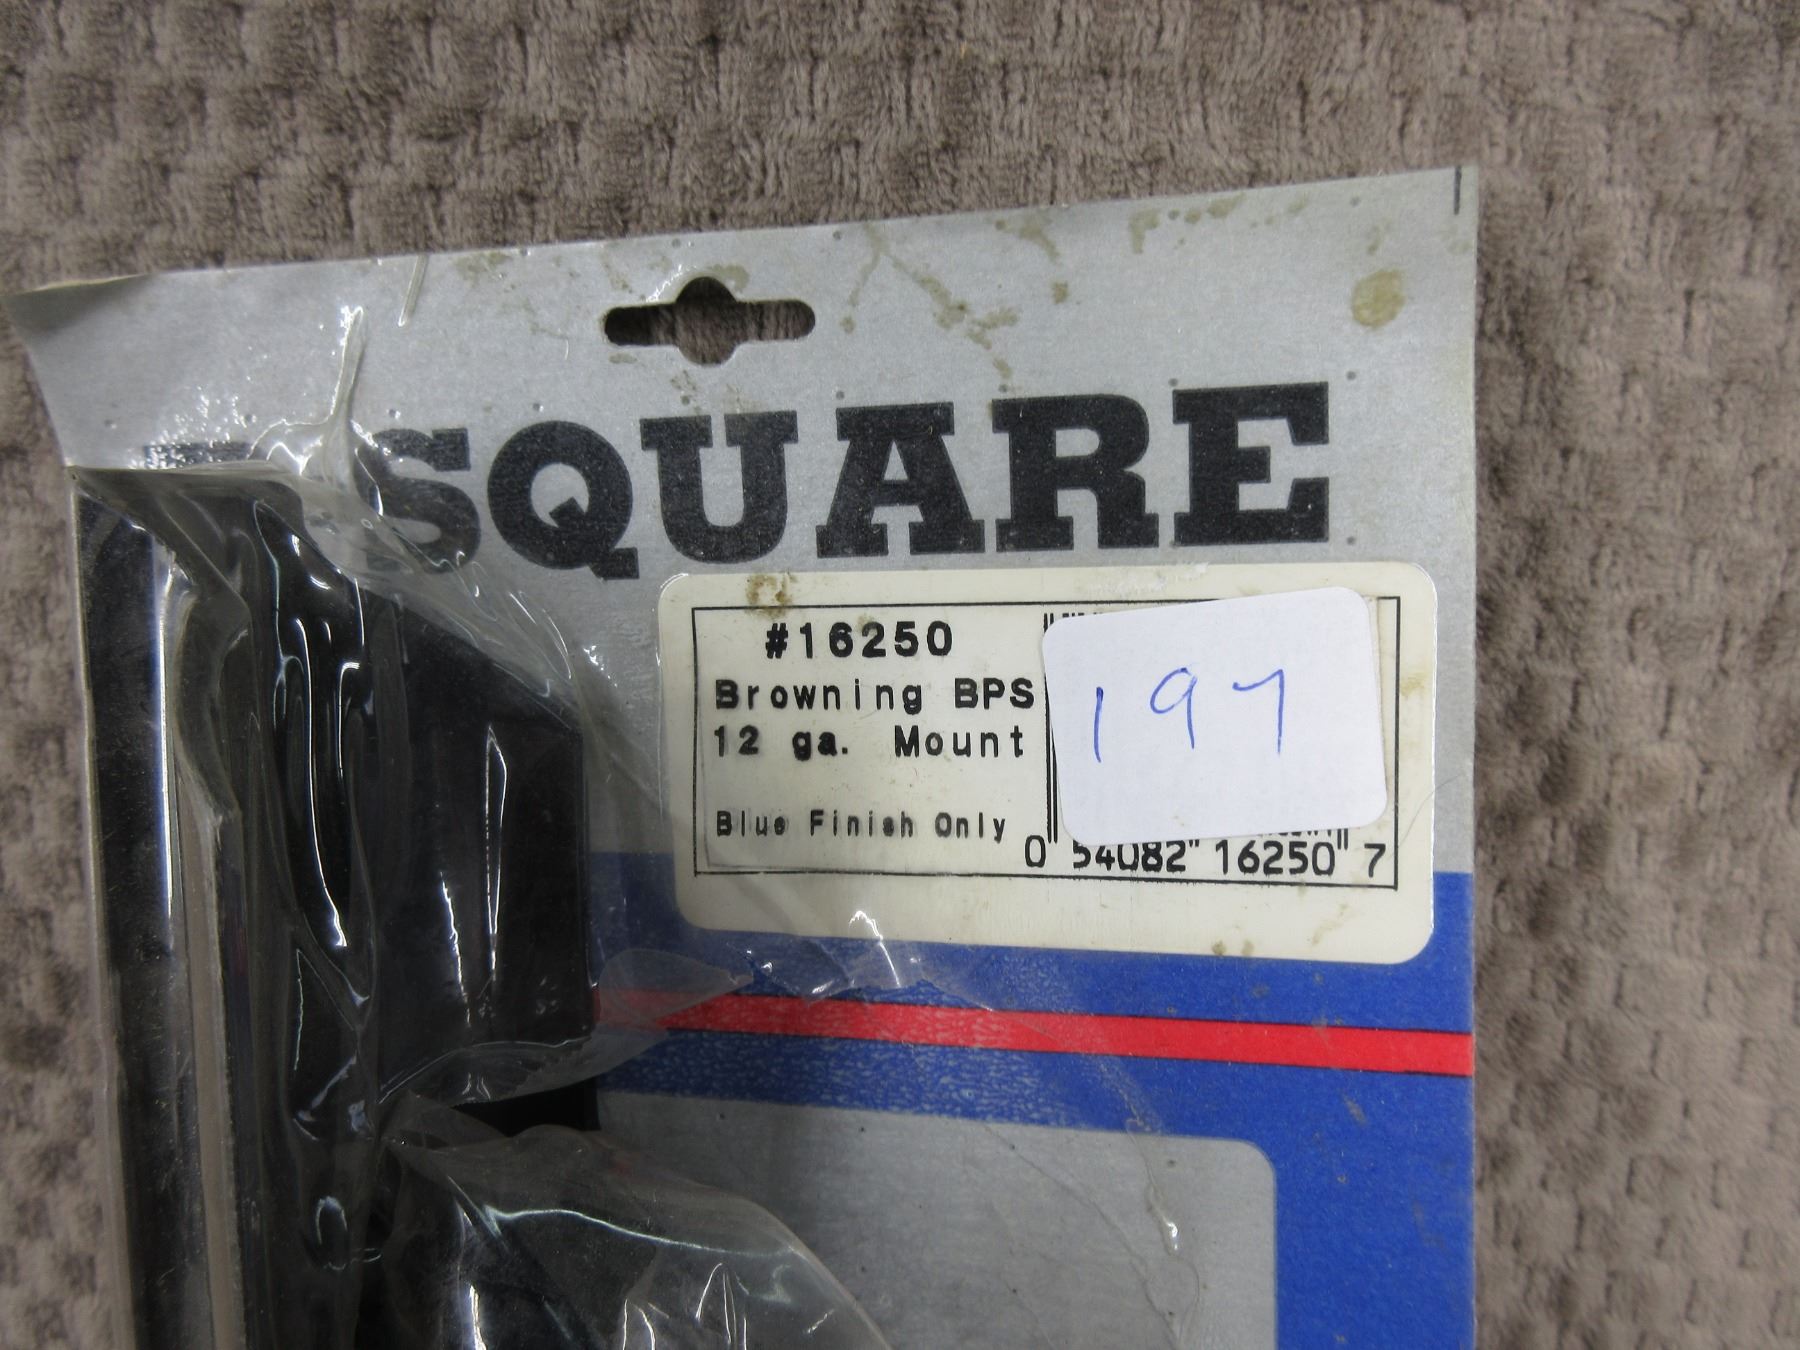 SQUARE
#16250
Browning BPS
12 ga. Mount
Blue Finish Only
197
0 54082 16250 7